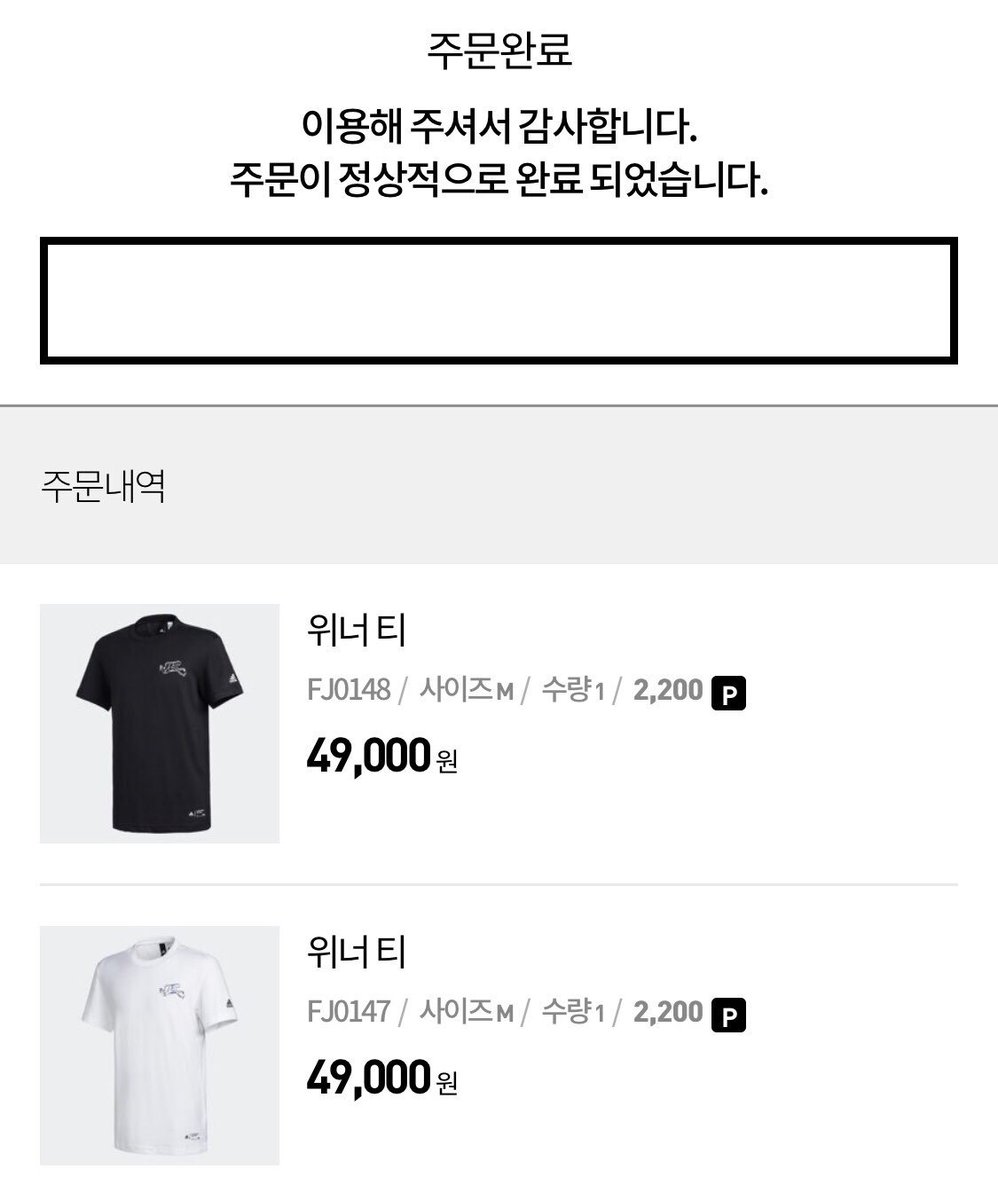 주문완료
이용해 주셔서 감사합니다.
주문이 정상적으로 완료 되었습니다.
주문내역
위너 티
FJ0148 / 사이즈 M / 수량 1 / 2,200 P
49,000 원
위너 티
FJ0147 / 사이즈 M / 수량 1 / 2,200 P
49,000 원